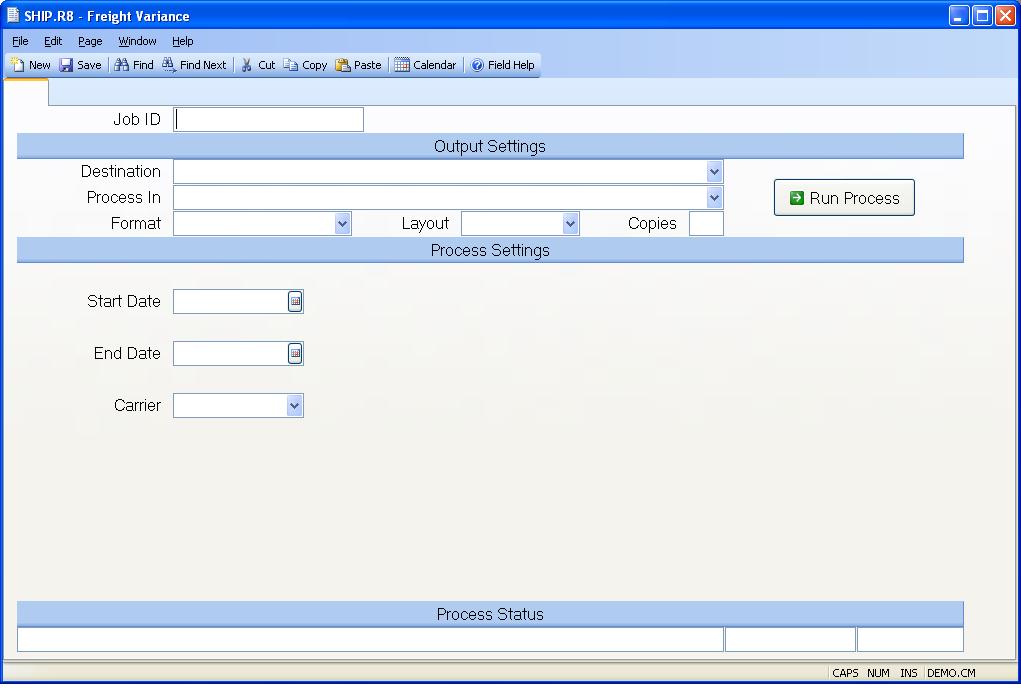 SHIP.R8 - Freight Variance
File Edit Page Window Help
New Save Find Find Next Cut Copy Paste Calendar Field Help
Job ID
Output Settings
Destination
Process In
Run Process
Format Layout Copies
Process Settings
Start Date
End Date
Carrier
Process Status
CAPS NUM INS DEMO.CM